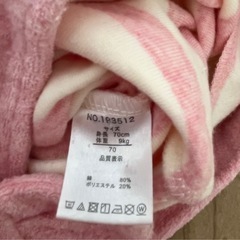 NO.193512
サイズ
身長 70cm
体重 9kg
70
品質表示
綿 80%
ポリエステル 20%